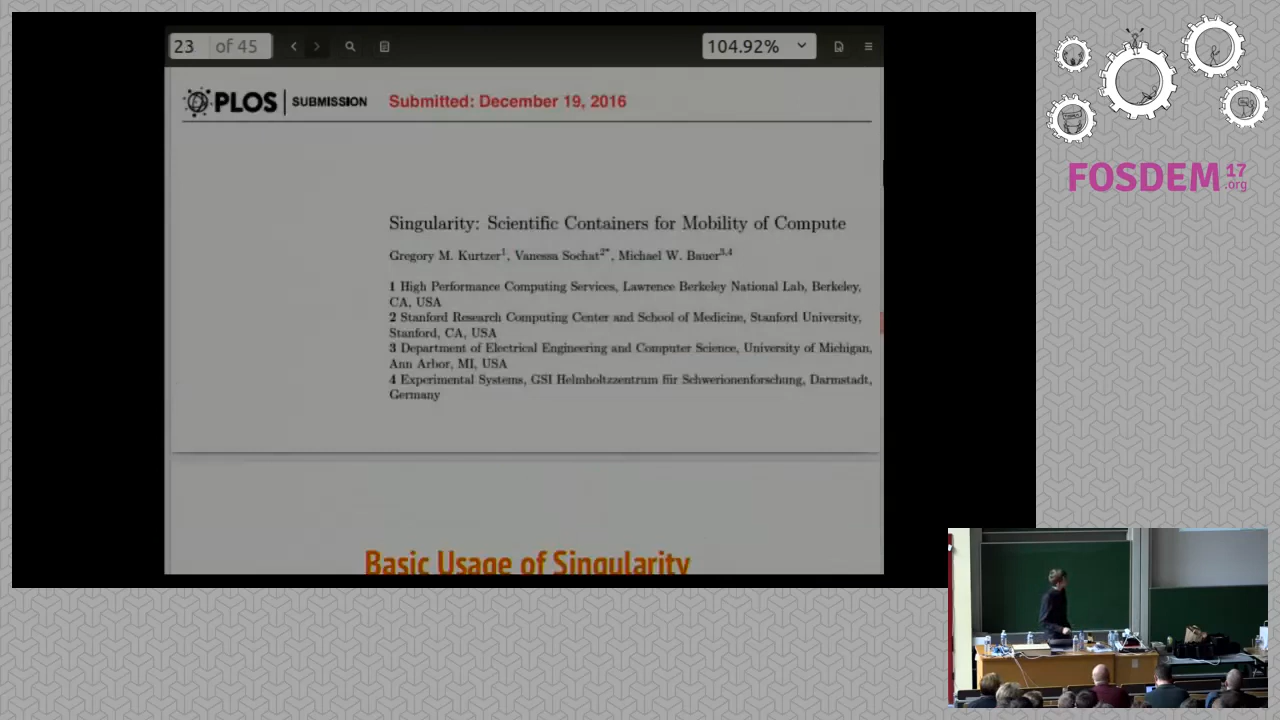 23 of 45
104.92%
PLOS SUBMISSION Submitted: December 19, 2016
Singularity: Scientific Containers for Mobility of Compute
Gregory M. Kurtzer1, Vanessa Sochat2*, Michael W. Bauer3,4
1 High Performance Computing Services, Lawrence Berkeley National Lab, Berkeley,
CA, USA
2 Stanford Research Computing Center and School of Medicine, Stanford University,
Stanford, CA, USA
3 Department of Electrical Engineering and Computer Science, University of Michigan,
Ann Arbor, MI, USA
4 Experimental Systems, GSI Helmholtzzentrum für Schwerionenforschung, Darmstadt,
Germany
Basic Usage of Singularity
FOSDEM 17
.org